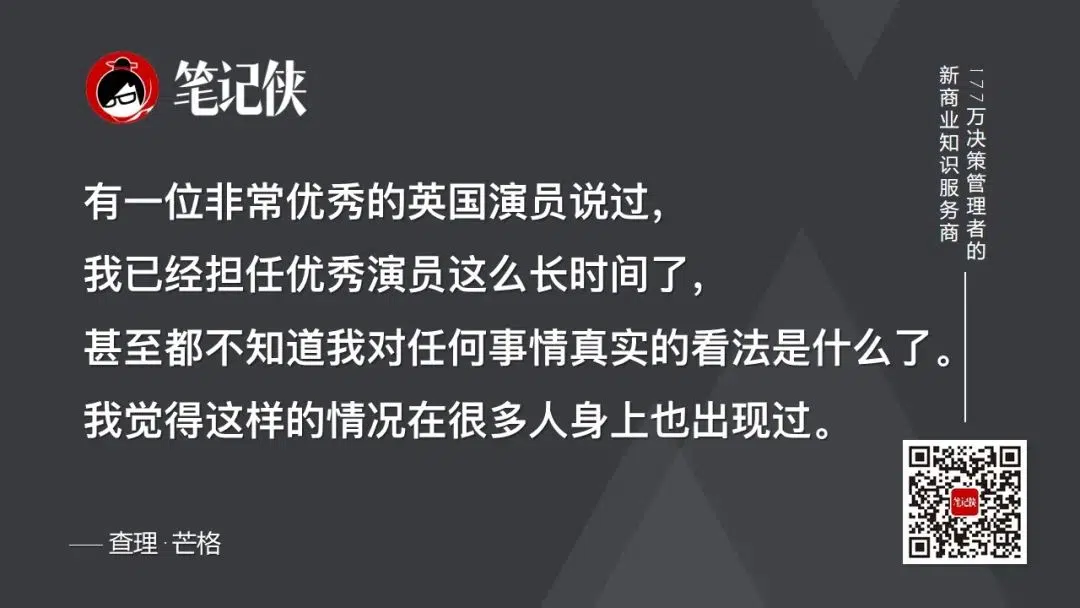 笔记侠
177万决策管理者的
新商业知识服务商
有一位非常优秀的英国演员说过，
我已经担任优秀演员这么长时间了，
甚至都不知道我对任何事情真实的看法是什么了。
我觉得这样的情况在很多人身上也出现过。
—— 查理·芒格
笔记侠